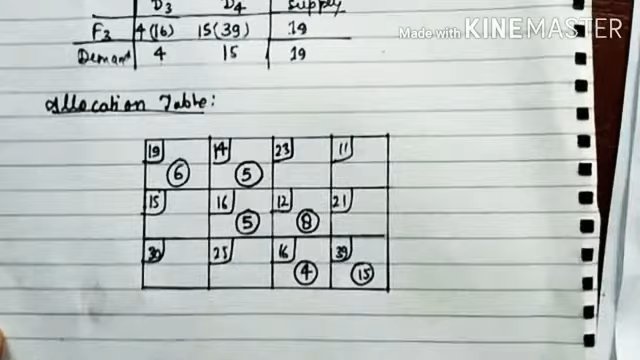 D3 D4 Supply
F3 4(16) 15(39) 19
Demand 4 15 19
Made with KINEMASTER
Allocation Table:
19 14 23 11
6 5
15 16 12 21
5 8
30 25 16 39
4 15